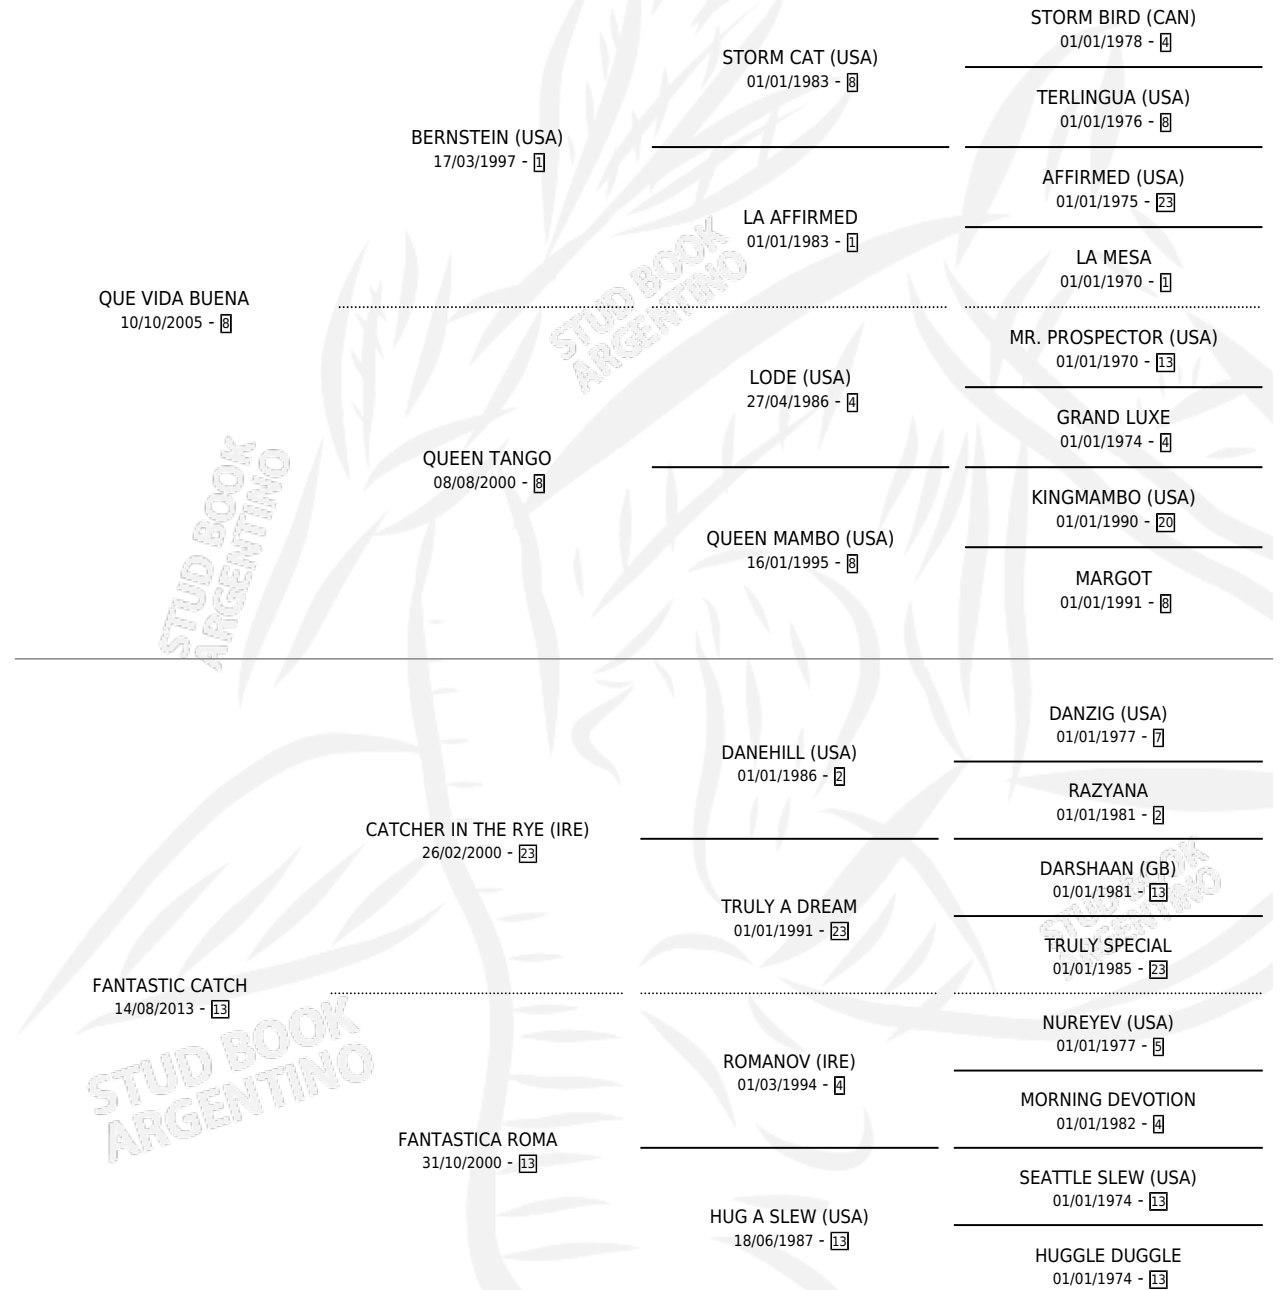 STORM BIRD (CAN)
01/01/1978 - 4
STORM CAT (USA)
01/01/1983 - 8
TERLINGUA (USA)
01/01/1976 - 8
BERNSTEIN (USA)
17/03/1997 - 1
AFFIRMED (USA)
01/01/1975 - 23
LA AFFIRMED
01/01/1983 - 1
LA MESA
01/01/1970 - 1
QUE VIDA BUENA
10/10/2005 - 8
MR. PROSPECTOR (USA)
01/01/1970 - 13
LODE (USA)
27/04/1986 - 4
GRAND LUXE
01/01/1974 - 4
QUEEN TANGO
08/08/2000 - 8
KINGMAMBO (USA)
01/01/1990 - 20
QUEEN MAMBO (USA)
16/01/1995 - 8
MARGOT
01/01/1991 - 8
DANZIG (USA)
01/01/1977 - 7
DANEHILL (USA)
01/01/1986 - 2
RAZYANA
01/01/1981 - 2
CATCHER IN THE RYE (IRE)
26/02/2000 - 23
DARSHAAN (GB)
01/01/1981 - 13
TRULY A DREAM
01/01/1991 - 23
TRULY SPECIAL
01/01/1985 - 23
FANTASTIC CATCH
14/08/2013 - 13
NUREYEV (USA)
01/01/1977 - 5
ROMANOV (IRE)
01/03/1994 - 4
MORNING DEVOTION
01/01/1982 - 4
FANTASTICA ROMA
31/10/2000 - 13
SEATTLE SLEW (USA)
01/01/1974 - 13
HUG A SLEW (USA)
18/06/1987 - 13
HUGGLE DUGGLE
01/01/1974 - 13
STUD BOOK
ARGENTINO
STUD BOOK
ARGENTINO
STUD BOOK
ARGENTINO
STUD BOOK
ARGENTINO